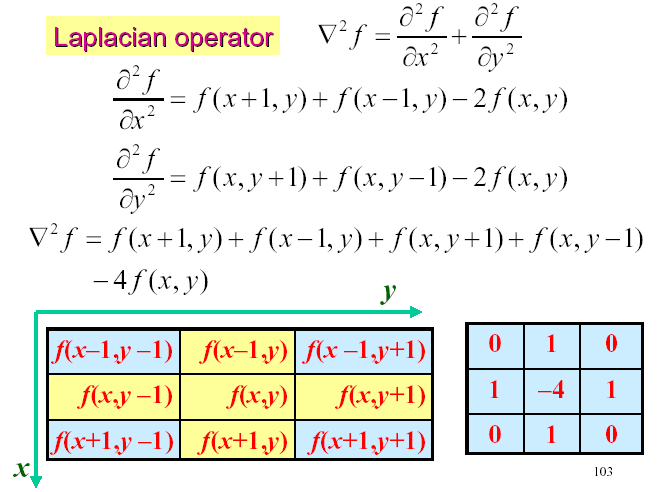 Laplacian operator
∇²f = ∂²f/∂x² + ∂²f/∂y²
∂²f/∂x² = f(x+1, y) + f(x−1, y) − 2f(x, y)
∂²f/∂y² = f(x, y+1) + f(x, y−1) − 2f(x, y)
∇²f = f(x+1, y) + f(x−1, y) + f(x, y+1) + f(x, y−1)
−4f(x, y)
y
f(x–1,y –1) f(x–1,y) f(x –1,y+1)
f(x,y –1) f(x,y) f(x,y+1)
f(x+1,y –1) f(x+1,y) f(x+1,y+1)
x
0 1 0
1 –4 1
0 1 0
103